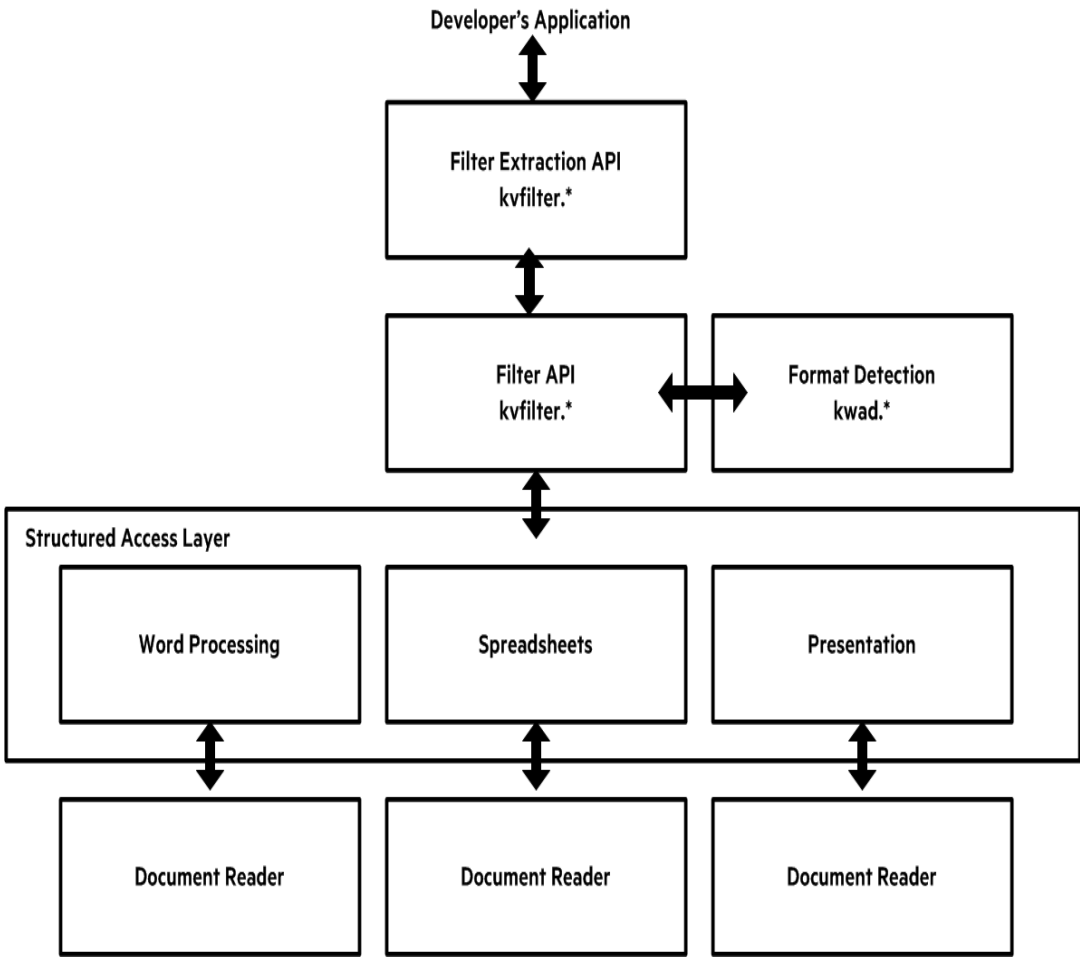 Developer’s Application
Filter Extraction API
kvfilter.*
Filter API
kvfilter.*
Format Detection
kwad.*
Structured Access Layer
Word Processing
Spreadsheets
Presentation
Document Reader
Document Reader
Document Reader